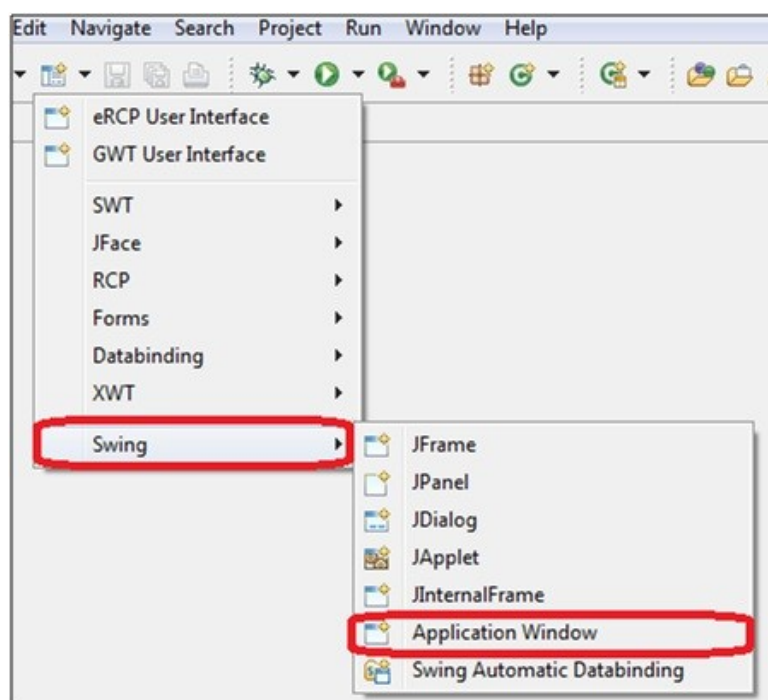 Edit Navigate Search Project Run Window Help
eRCP User Interface
GWT User Interface
SWT
JFace
RCP
Forms
Databinding
XWT
Swing
JFrame
JPanel
JDialog
JApplet
JInternalFrame
Application Window
Swing Automatic Databinding